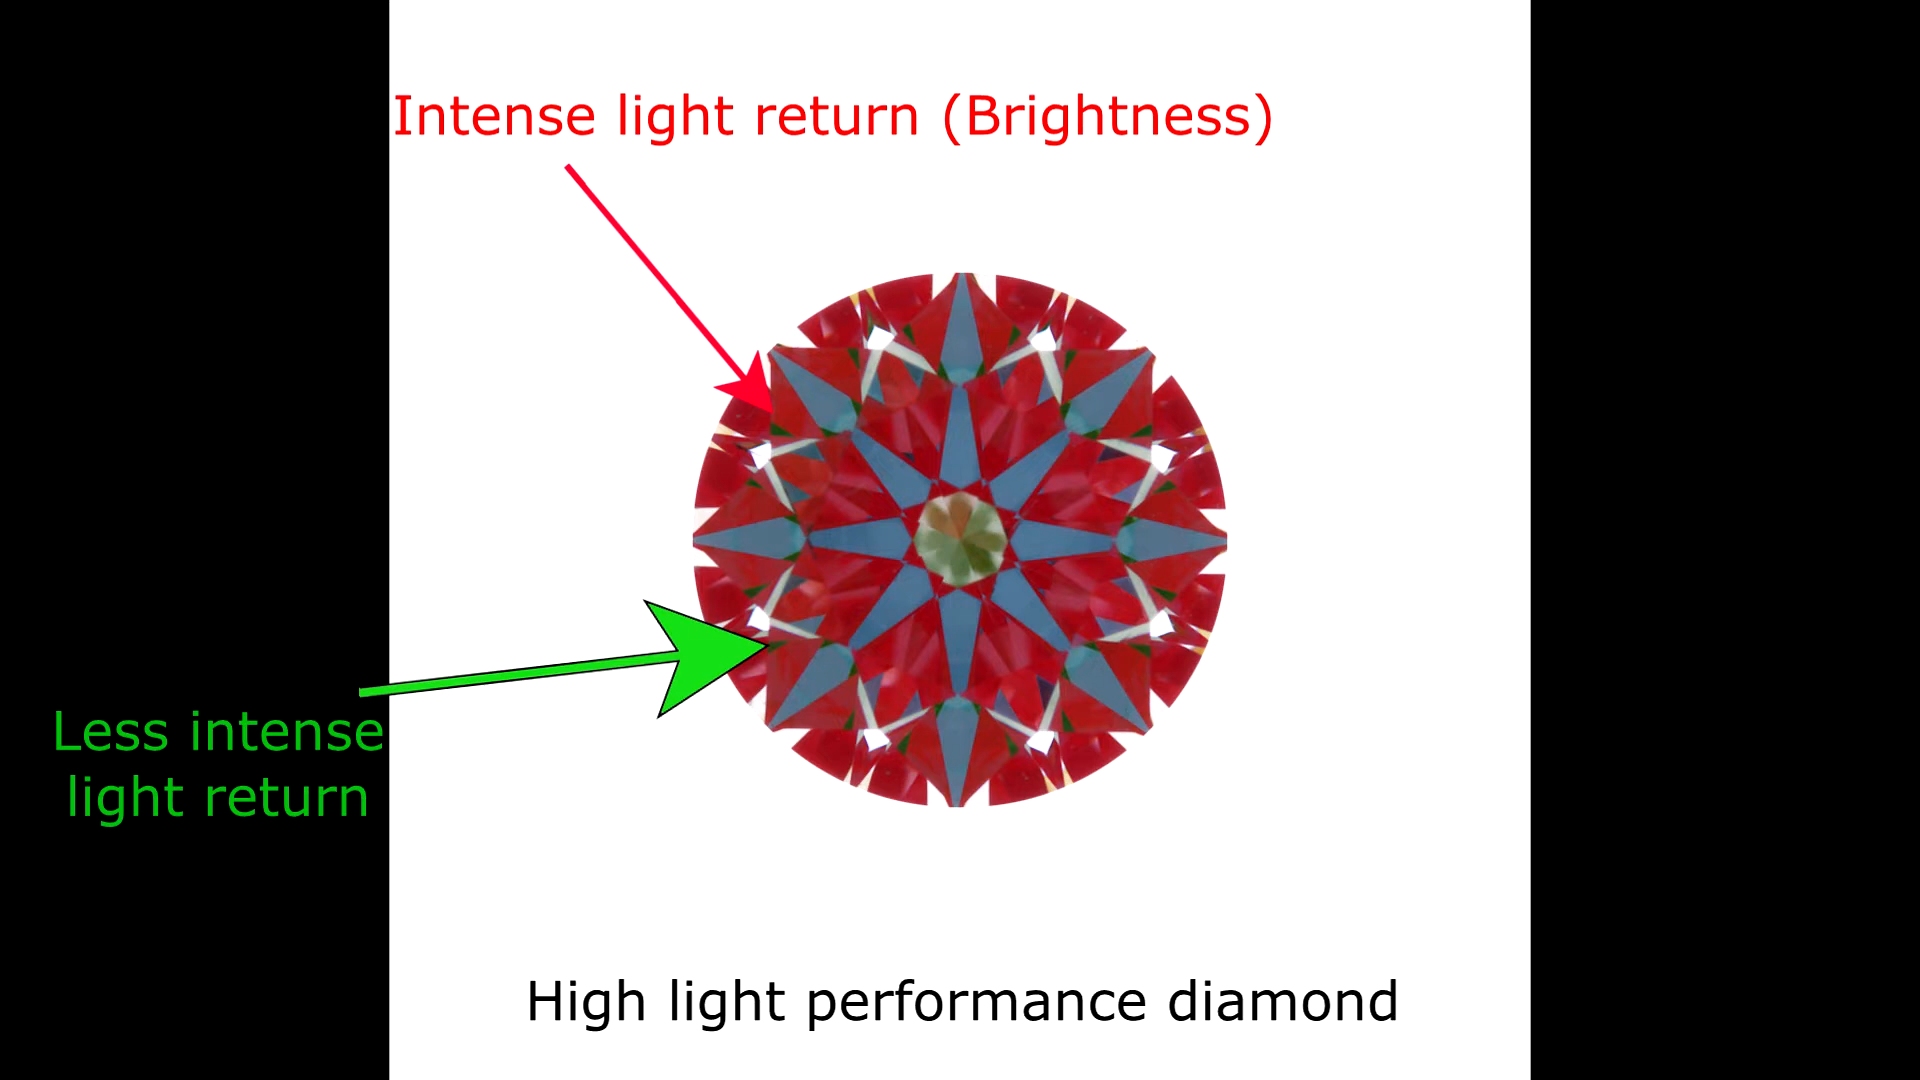 Intense light return (Brightness)
Less intense
light return
High light performance diamond